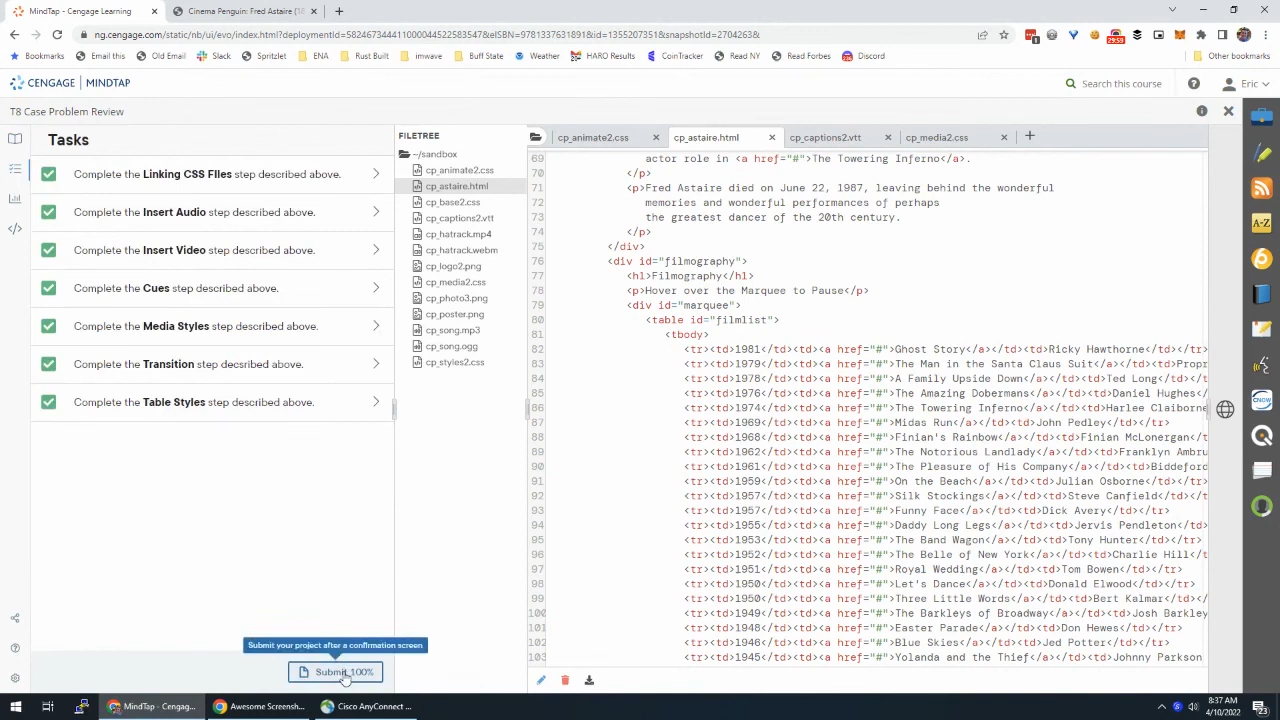 MindTap - Cengage Learning
Cinema Penguin: Fred Astaire (18
ng.cengage.com/static/nb/ui/evo/index.html?deploymentId=58246734441100004452258354​7&eISBN=9781337631891&id=1355207351&snapshotId=2704263&
Bookmarks
Email This
Old Email
Slack
Spritzlet
ENA
Rust Built
imwave
Buff State
Weather
HARO Results
CoinTracker
Read NY
Read Forbes
Discord
Other bookmarks
1
29:59
CENGAGE MINDTAP
Search this course
Eric
T8 Case Problem Review
Tasks
Complete the Linking CSS FIles step described above.
Complete the Insert Audio step described above.
Complete the Insert Video step described above.
Complete the Cues step described above.
Complete the Media Styles step described above.
Complete the Transition step described above.
Complete the Table Styles step described above.
Submit your project after a confirmation screen
Submit 100%
FILETREE
~/sandbox
cp_animate2.css
cp_astaire.html
cp_base2.css
cp_captions2.vtt
cp_hatrack.mp4
cp_hatrack.webm
cp_logo2.png
cp_media2.css
cp_photo3.png
cp_poster.png
cp_song.mp3
cp_song.ogg
cp_styles2.css
cp_animate2.css
cp_astaire.html
cp_captions2.vtt
cp_media2.css
69 actor role in <a href="#">The Towering Inferno</a>.
70 </p>
71 <p>Fred Astaire died on June 22, 1987, leaving behind the wonderful
72 memories and wonderful performances of perhaps
73 the greatest dancer of the 20th century.
74 </p>
75 </div>
76 <div id="filmography">
77 <h1>Filmography</h1>
78 <p>Hover over the Marquee to Pause</p>
79 <div id="marquee">
80 <table id="filmlist">
81 <tbody>
82 <tr><td>1981</td><td><a href="#">Ghost Story</a></td><td>Ricky Hawthorne</td></tr>
83 <tr><td>1979</td><td><a href="#">The Man in the Santa Claus Suit</a></td><td>Propr
84 <tr><td>1978</td><td><a href="#">A Family Upside Down</a></td><td>Ted Long</td></t
85 <tr><td>1976</td><td><a href="#">The Amazing Dobermans</a></td><td>Daniel Hughes</
86 <tr><td>1974</td><td><a href="#">The Towering Inferno</a></td><td>Harlee Claiborne
87 <tr><td>1969</td><td><a href="#">Midas Run</a></td><td>John Pedley</td></tr>
88 <tr><td>1968</td><td><a href="#">Finian's Rainbow</a></td><td>Finian McLonergan</t
89 <tr><td>1962</td><td><a href="#">The Notorious Landlady</a></td><td>Franklyn Ambru
90 <tr><td>1961</td><td><a href="#">The Pleasure of His Company</a></td><td>Biddeford
91 <tr><td>1959</td><td><a href="#">On the Beach</a></td><td>Julian Osborne</td></tr>
92 <tr><td>1957</td><td><a href="#">Silk Stockings</a></td><td>Steve Canfield</td></t
93 <tr><td>1957</td><td><a href="#">Funny Face</a></td><td>Dick Avery</td></tr>
94 <tr><td>1955</td><td><a href="#">Daddy Long Legs</a></td><td>Jervis Pendleton</td>
95 <tr><td>1953</td><td><a href="#">The Band Wagon</a></td><td>Tony Hunter</td></tr>
96 <tr><td>1952</td><td><a href="#">The Belle of New York</a></td><td>Charlie Hill</t
97 <tr><td>1951</td><td><a href="#">Royal Wedding</a></td><td>Tom Bowen</td></tr>
98 <tr><td>1950</td><td><a href="#">Let's Dance</a></td><td>Donald Elwood</td></tr>
99 <tr><td>1950</td><td><a href="#">Three Little Words</a></td><td>Bert Kalmar</td></
100 <tr><td>1949</td><td><a href="#">The Barkleys of Broadway</a></td><td>Josh Barkley
101 <tr><td>1948</td><td><a href="#">Easter Parade</a></td><td>Don Hewes</td></tr>
102 <tr><td>1946</td><td><a href="#">Blue Skies</a></td><td>Jed Potter</td></tr>
103 <tr><td>1945</td><td><a href="#">Yolanda and the Thief</a></td><td>Johnny Parkson
A-Z
CNOW
MindTap - Cengag...
Awesome Screensh...
Cisco AnyConnect ...
8:37 AM
4/10/2022
23